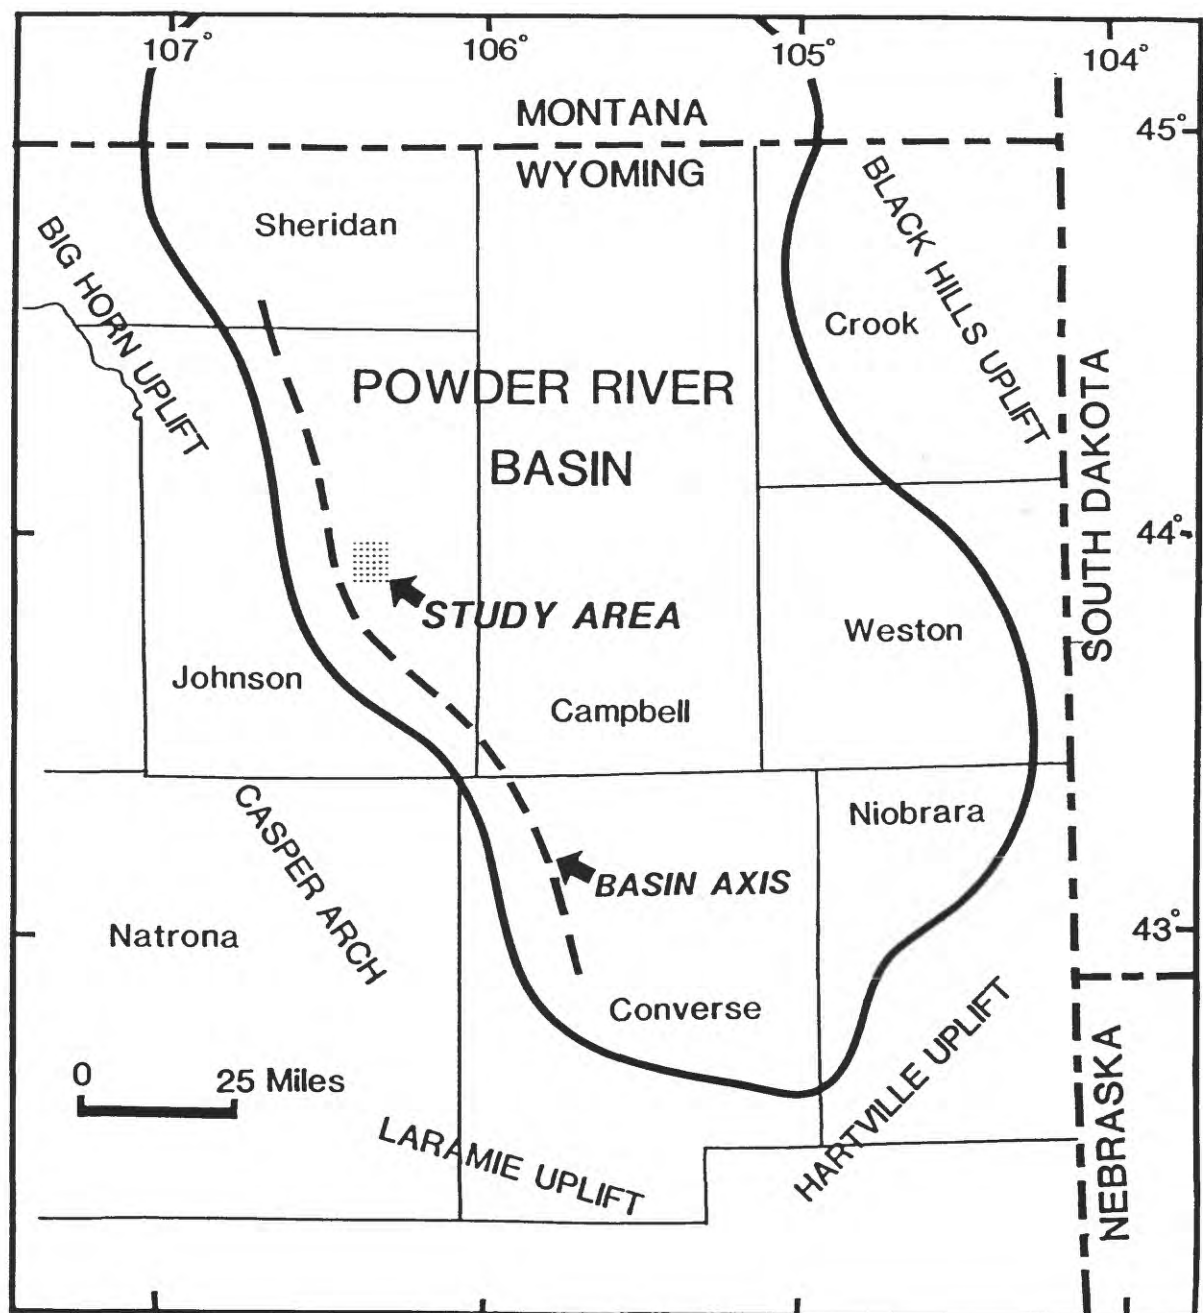 107°
106°
105°
104°
MONTANA
45°
WYOMING
BLACK HILLS UPLIFT
BIG HORN UPLIFT
Sheridan
Crook
POWDER RIVER
BASIN
SOUTH DAKOTA
44°
STUDY AREA
Weston
Johnson
Campbell
CASPER ARCH
Niobrara
BASIN AXIS
Natrona
43°
Converse
HARTVILLE UPLIFT
0 25 Miles
LARAMIE UPLIFT
NEBRASKA